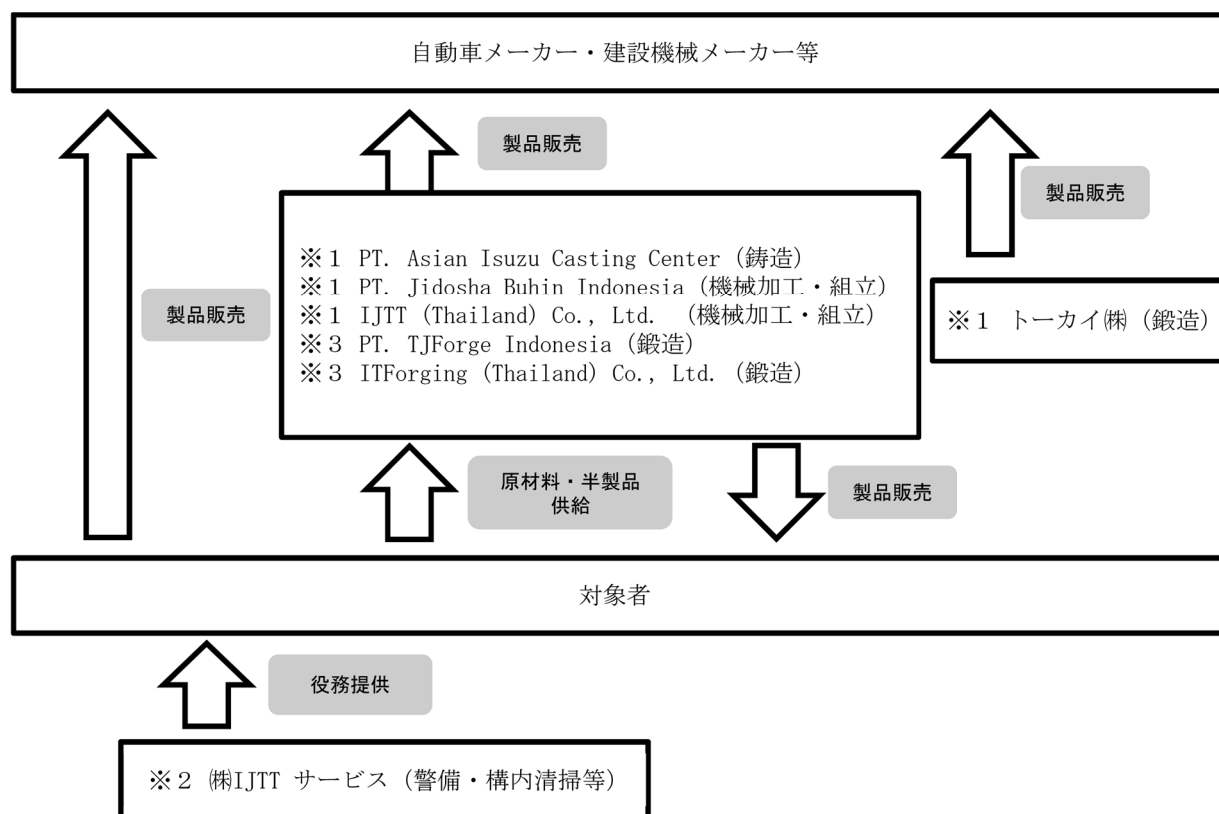 自動車メーカー・建設機械メーカー等
製品販売
製品販売
※１ PT. Asian Isuzu Casting Center（鋳造）
※１ PT. Jidosha Buhin Indonesia（機械加工・組立）
※１ IJTT (Thailand) Co., Ltd. （機械加工・組立）
※３ PT. TJForge Indonesia（鍛造）
※３ ITForging (Thailand) Co., Ltd.（鍛造）
製品販売
※１ トーカイ㈱（鍛造）
原材料・半製品
供給
製品販売
対象者
役務提供
※２ ㈱IJTT サービス（警備・構内清掃等）